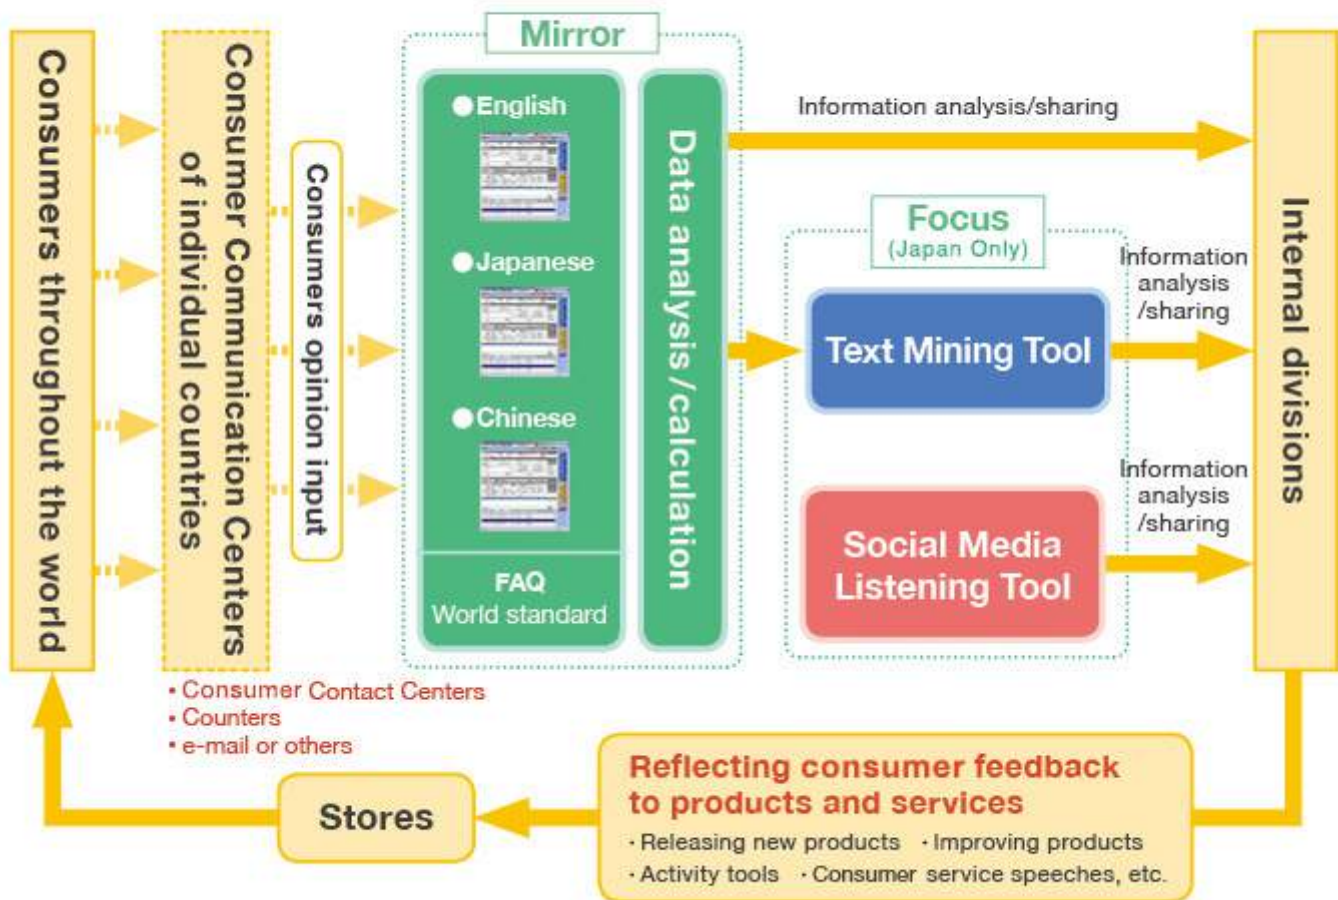 Consumers throughout the world
Consumer Communication Centers
of individual countries
• Consumer Contact Centers
• Counters
• e-mail or others
Consumers opinion input
Mirror
●English
●Japanese
●Chinese
FAQ
World standard
Data analysis/calculation
Information analysis/sharing
Focus
(Japan Only)
Text Mining Tool
Information
analysis
/sharing
Social Media
Listening Tool
Information
analysis
/sharing
Internal divisions
Reflecting consumer feedback
to products and services
・Releasing new products ・Improving products
・Activity tools ・Consumer service speeches, etc.
Stores